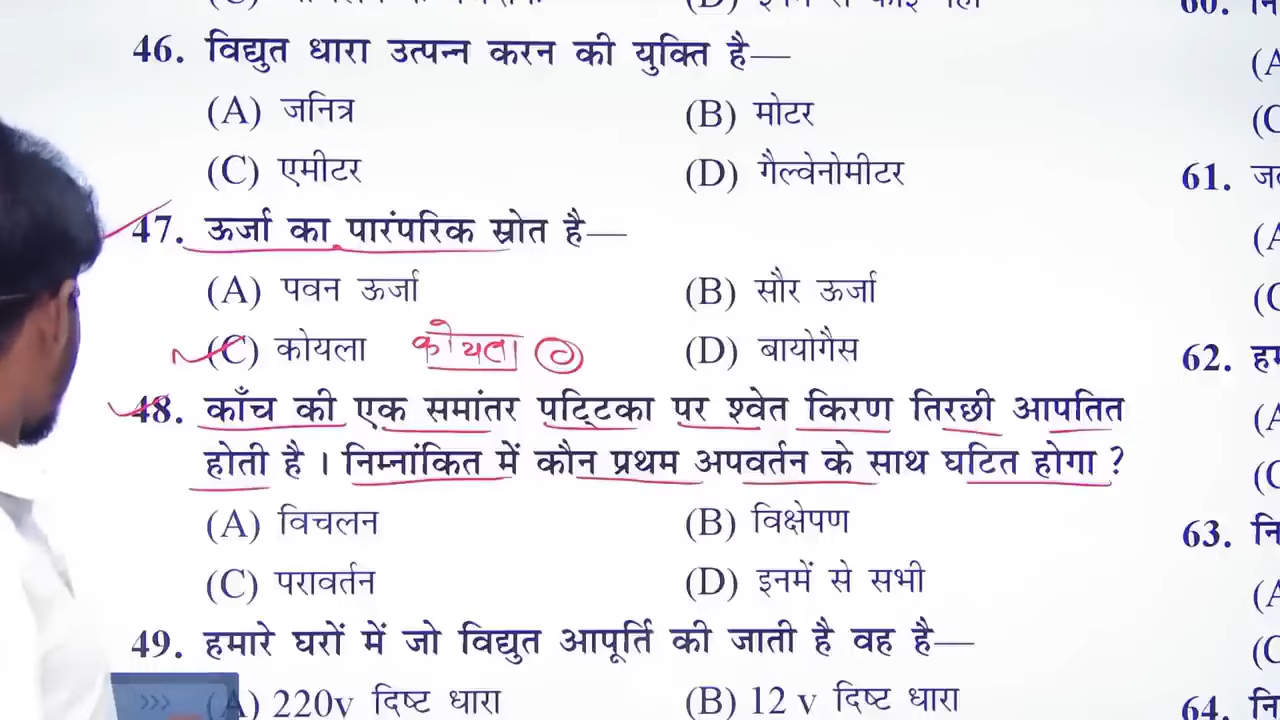 46. विद्युत धारा उत्पन्न करन की युक्ति है—
(A) जनित्र (B) मोटर
(C) एमीटर (D) गैल्वेनोमीटर
47. ऊर्जा का पारंपरिक स्रोत है—
(A) पवन ऊर्जा (B) सौर ऊर्जा
(C) कोयला कोयला (D) बायोगैस
48. काँच की एक समांतर पट्टिका पर श्वेत किरण तिरछी आपतित
होती है । निम्नांकित में कौन प्रथम अपवर्तन के साथ घटित होगा ?
(A) विचलन (B) विक्षेपण
(C) परावर्तन (D) इनमें से सभी
49. हमारे घरों में जो विद्युत आपूर्ति की जाती है वह है—
(A) 220v दिष्ट धारा (B) 12 v दिष्ट धारा
60.
(A
(C
61.
(A
(C
62.
(A
(C
63.
(A
(C
64.